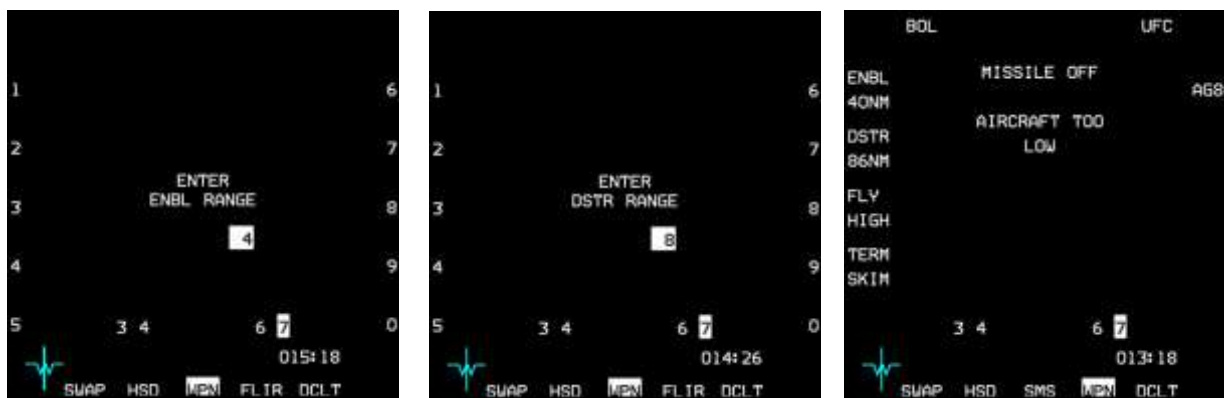 1 6
2 7
ENTER
ENBL RANGE
3 8
4
4 9
5 3 4 6 7 0
015:18
SWAP HSD WPN FLIR DCLT
1 6
2 7
ENTER
DSTR RANGE
3 8
8
4 9
5 3 4 6 7 0
014:26
SWAP HSD WPN FLIR DCLT
BOL UFC
ENBL MISSILE OFF
40NM AG8
AIRCRAFT TOO
DSTR LOW
86NM
FLY
HIGH
TERM
SKIM
3 4 6 7
013:18
SWAP HSD SMS WPN DCLT